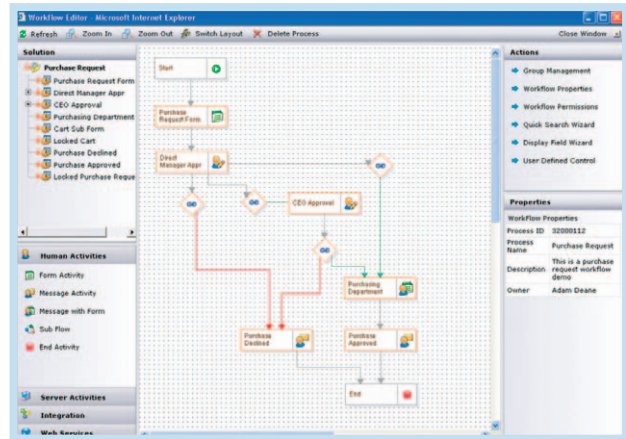 Workflow Editor - Microsoft Internet Explorer
Refresh Zoom In Zoom Out Switch Layout Delete Process Close Window
Solution
Purchase Request
Purchase Request Form
Direct Manager Appr
CEO Approval
Purchasing Department
Cart Sub Form
Locked Cart
Purchase Declined
Purchase Approved
Locked Purchase Reque
Human Activities
Form Activity
Message Activity
Message with Form
Sub Flow
End Activity
Server Activities
Integration
Web Services
Start
Purchase
Request Form
Direct
Manager Appr
GO
GO
GO
CEO Approval
GO
Purchasing
Department
Purchase
Declined
Purchase
Approved
End
Actions
Group Management
Workflow Properties
Workflow Permissions
Quick Search Wizard
Display Field Wizard
User Defined Control
Properties
Workflow Properties
Process ID 32000112
Process
Name Purchase Request
Description This is a purchase
request workflow
demo
Owner Adam Deane